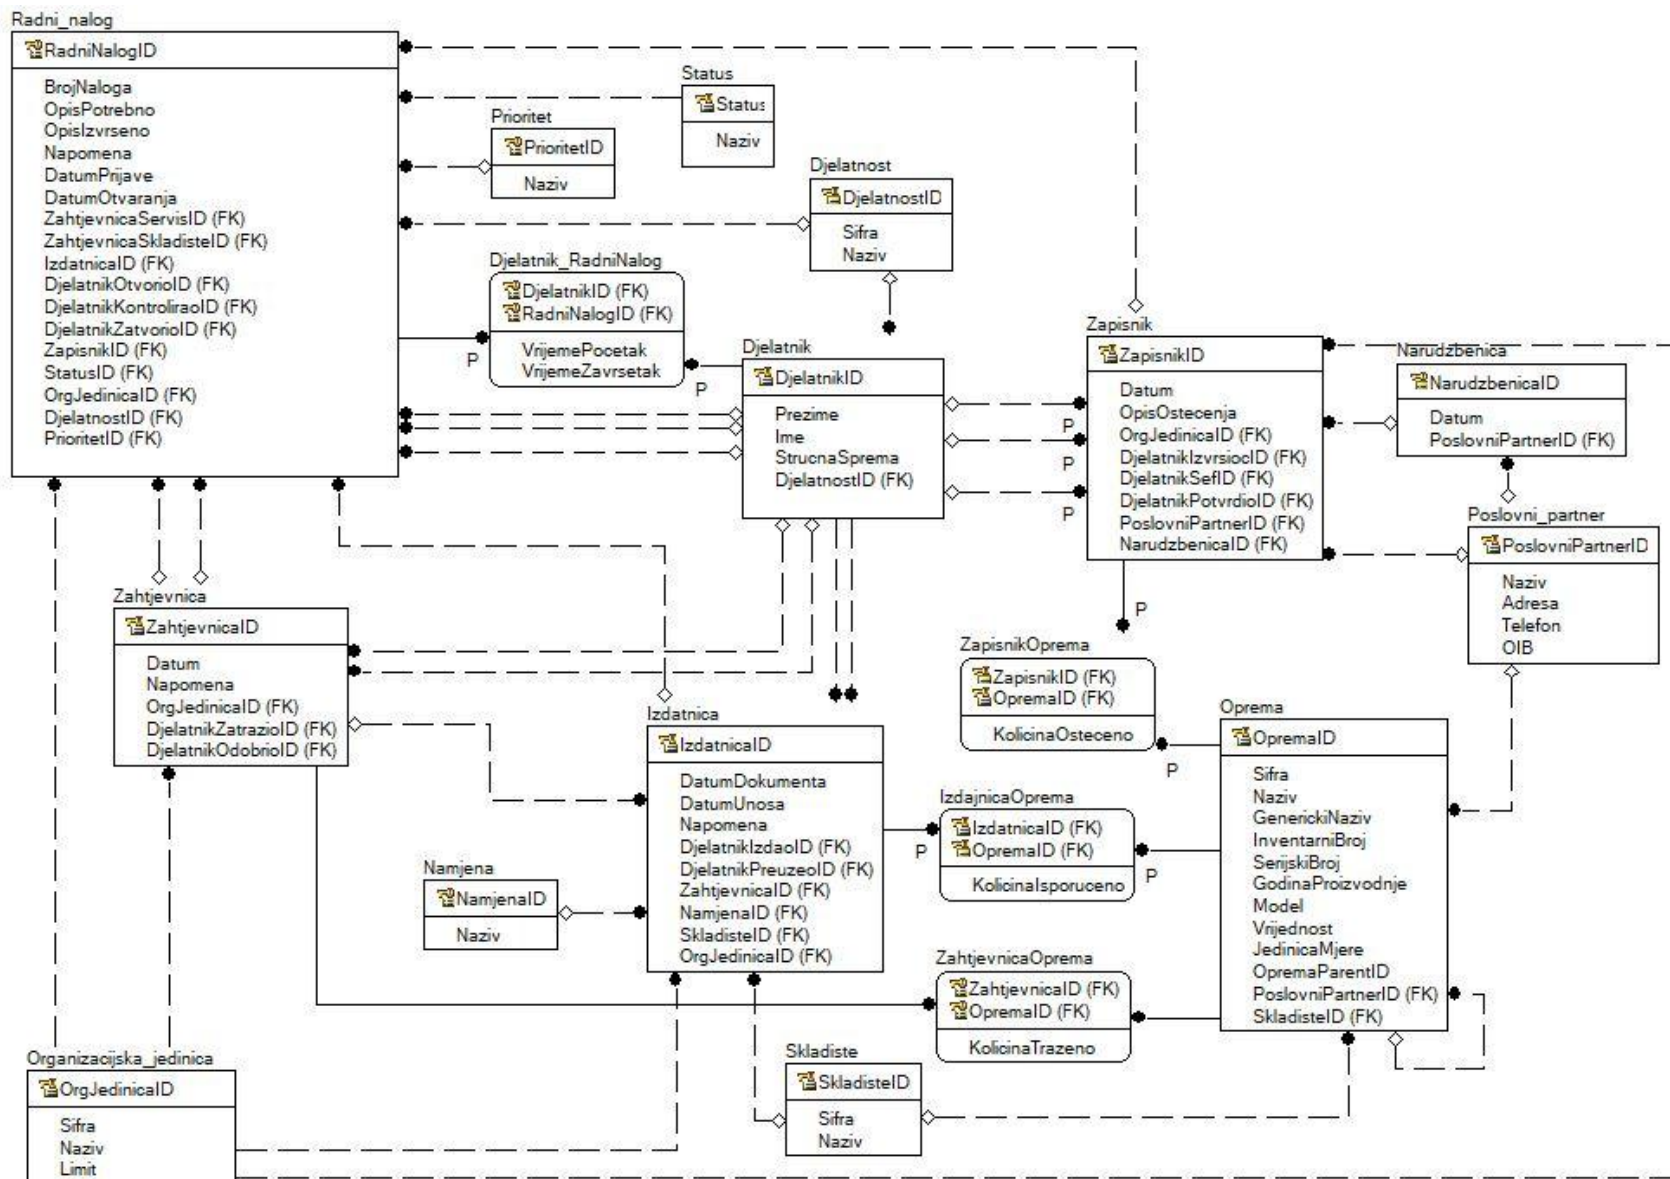 Radni_nalog
RadniNalogID
BrojNaloga
OpisPotrebno
OpisIzvrseno
Napomena
DatumPrijave
DatumOtvaranja
ZahtjevnicaServisID (FK)
ZahtjevnicaSkladisteID (FK)
IzdatnicaID (FK)
DjelatnikOtvorioID (FK)
DjelatnikKontroliraoID (FK)
DjelatnikZatvorioID (FK)
ZapisnikID (FK)
StatusID (FK)
OrgJedinicaID (FK)
DjelatnostID (FK)
PrioritetID (FK)
Status
Status
Naziv
Prioritet
PrioritetID
Naziv
Djelatnost
DjelatnostID
Sifra
Naziv
Djelatnik_RadniNalog
DjelatnikID (FK)
RadniNalogID (FK)
VrijemePocetak
VrijemeZavrsetak
P
P
Djelatnik
DjelatnikID
Prezime
Ime
StrucnaSprema
DjelatnostID (FK)
P
P
P
Zapisnik
ZapisnikID
Datum
OpisOstecenja
OrgJedinicaID (FK)
DjelatnikIzvrsiocID (FK)
DjelatnikSefID (FK)
DjelatnikPotvrdioID (FK)
PoslovniPartnerID (FK)
NarudzbenicaID (FK)
Narudzbenica
NarudzbenicaID
Datum
PoslovniPartnerID (FK)
Poslovni_partner
PoslovniPartnerID
Naziv
Adresa
Telefon
OIB
Zahtjevnica
ZahtjevnicaID
Datum
Napomena
OrgJedinicaID (FK)
DjelatnikZatrazioID (FK)
DjelatnikOdobrioID (FK)
P
ZapisnikOprema
ZapisnikID (FK)
OpremaID (FK)
KolicinaOsteceno
P
Izdatnica
IzdatnicaID
DatumDokumenta
DatumUnosa
Napomena
DjelatnikIzdaoID (FK)
DjelatnikPreuzeoID (FK)
ZahtjevnicaID (FK)
NamjenaID (FK)
SkladisteID (FK)
OrgJedinicaID (FK)
Oprema
OpremaID
Sifra
Naziv
GenerickiNaziv
InventarniBroj
SerijskiBroj
GodinaProizvodnje
Model
Vrijednost
JedinicaMjere
OpremaParentID
PoslovniPartnerID (FK)
SkladisteID (FK)
IzdajnicaOprema
IzdatnicaID (FK)
OpremaID (FK)
KolicinaIsporuceno
P
P
Namjena
NamjenaID
Naziv
ZahtjevnicaOprema
ZahtjevnicaID (FK)
OpremaID (FK)
KolicinaTrazeno
Organizacijska_jedinica
OrgJedinicaID
Sifra
Naziv
Limit
Skladiste
SkladisteID
Sifra
Naziv